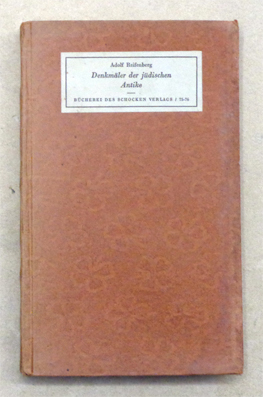 Adolf Reifenberg
Denkmäler der jüdischen
Antike
BÜCHEREI DES SCHOCKEN VERLAGS / 75-76